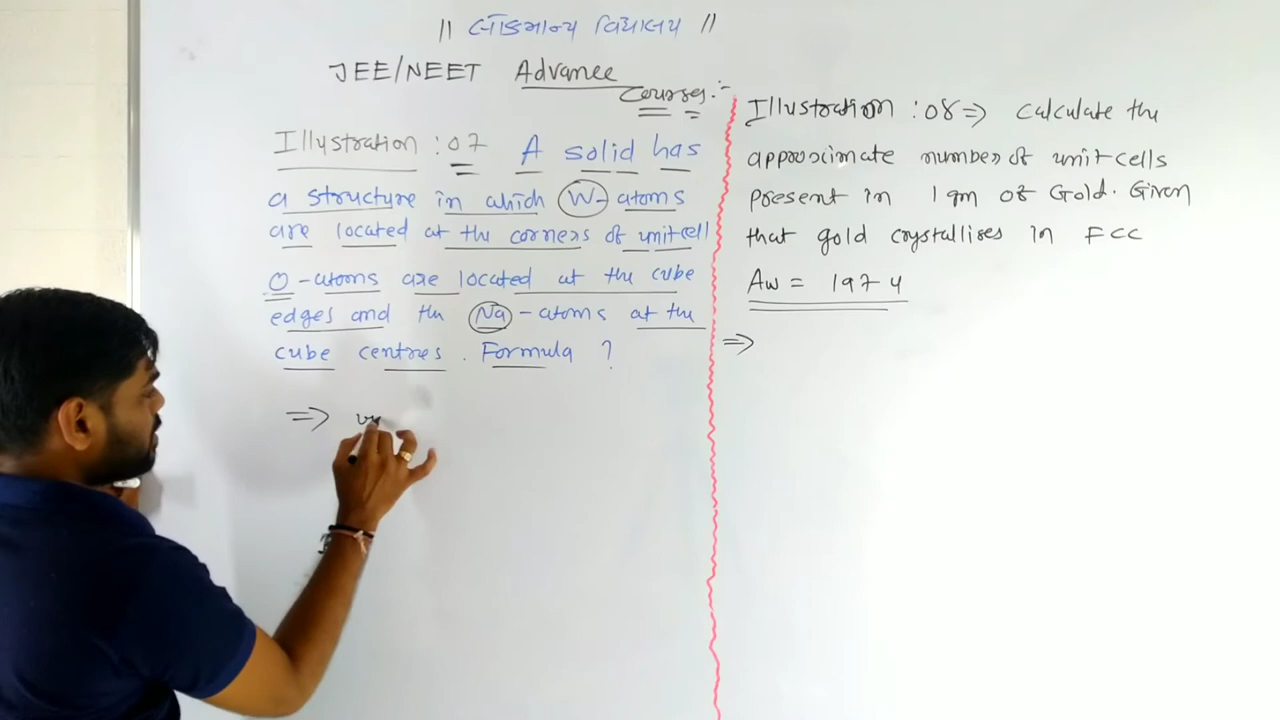 || લોકમાન્ય વિદ્યાલય ||
JEE/NEET Advance
Courses :-
Illustration : 07 A solid has
a structure in which W- atoms
are located at the corners of unit cell
O - atoms are located at the cube
edges and the Na - atoms at the
cube centres . Formula ?
⇒
Illustration : 08 ⇒ Calculate the
approximate number of unit cells
present in 1 gm of Gold. Given
that gold crystallises in FCC
Aw = 197.4
⇒